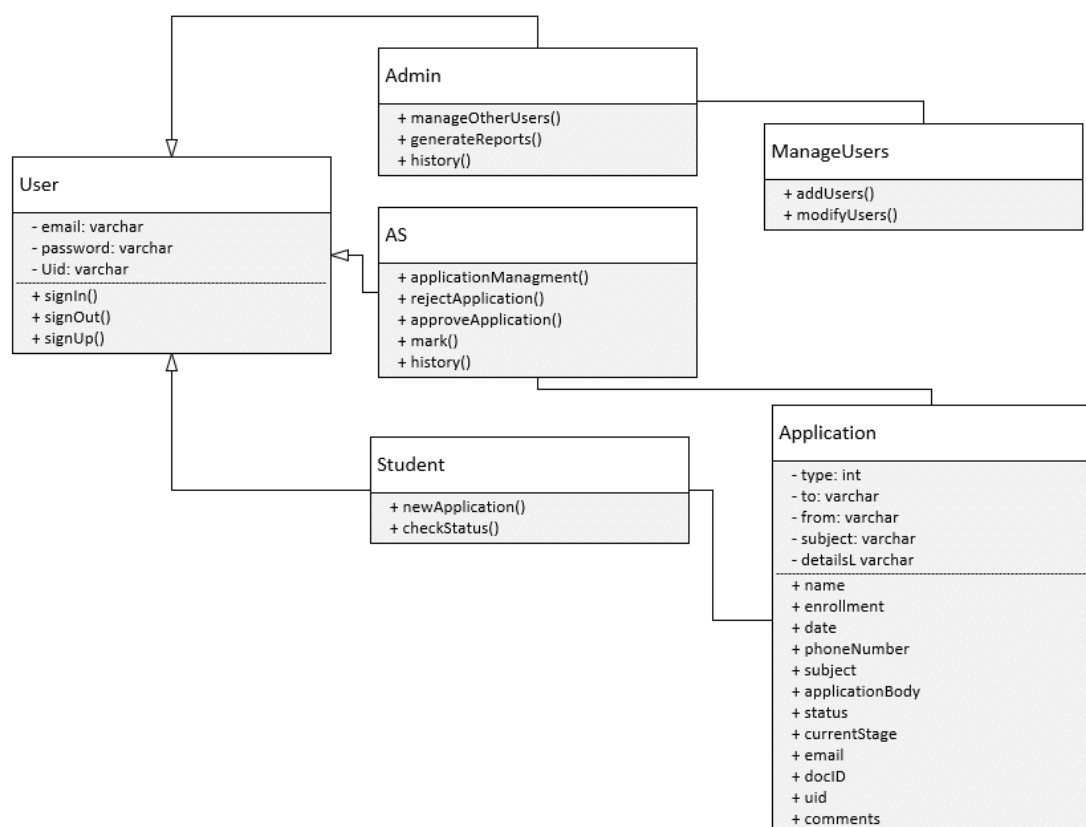 Admin
+ manageOtherUsers()
+ generateReports()
+ history()
ManageUsers
+ addUsers()
+ modifyUsers()
User
- email: varchar
- password: varchar
- Uid: varchar
+ signIn()
+ signOut()
+ signUp()
AS
+ applicationManagment()
+ rejectApplication()
+ approveApplication()
+ mark()
+ history()
Student
+ newApplication()
+ checkStatus()
Application
- type: int
- to: varchar
- from: varchar
- subject: varchar
- detailsL varchar
+ name
+ enrollment
+ date
+ phoneNumber
+ subject
+ applicationBody
+ status
+ currentStage
+ email
+ docID
+ uid
+ comments